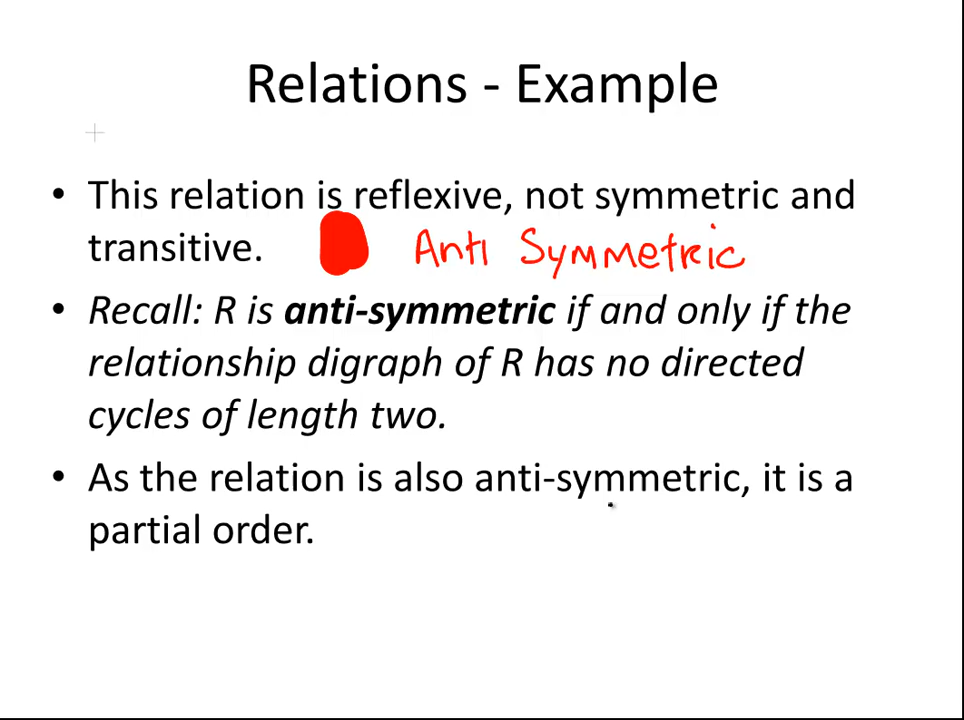 Relations - Example
• This relation is reflexive, not symmetric and
transitive. Anti Symmetric
• Recall: R is anti-symmetric if and only if the
relationship digraph of R has no directed
cycles of length two.
• As the relation is also anti-symmetric, it is a
partial order.